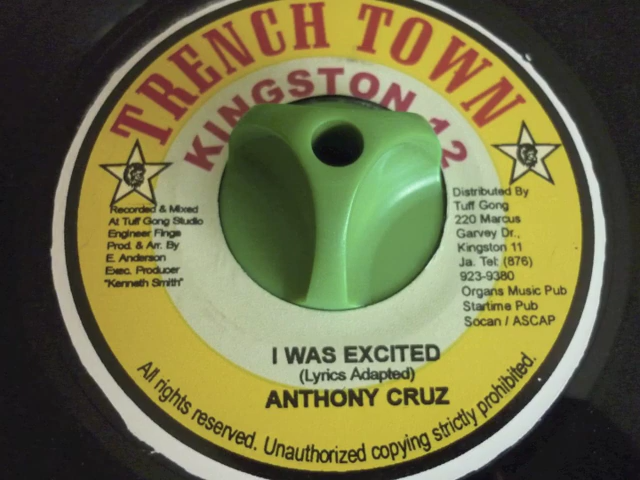 TRENCH TOWN
KINGSTON 12
Recorded & Mixed
At Tuff Gong Studio
Engineer Finga
Prod. & Arr. By
E. Anderson
Exec. Producer
"Kenneth Smith"
Distributed By
Tuff Gong
220 Marcus
Garvey Dr.,
Kingston 11
Ja. Tel: (876)
923-9380
Organs Music Pub
Startime Pub
Socan / ASCAP
I WAS EXCITED
(Lyrics Adapted)
ANTHONY CRUZ
All rights reserved. Unauthorized copying strictly prohibited.